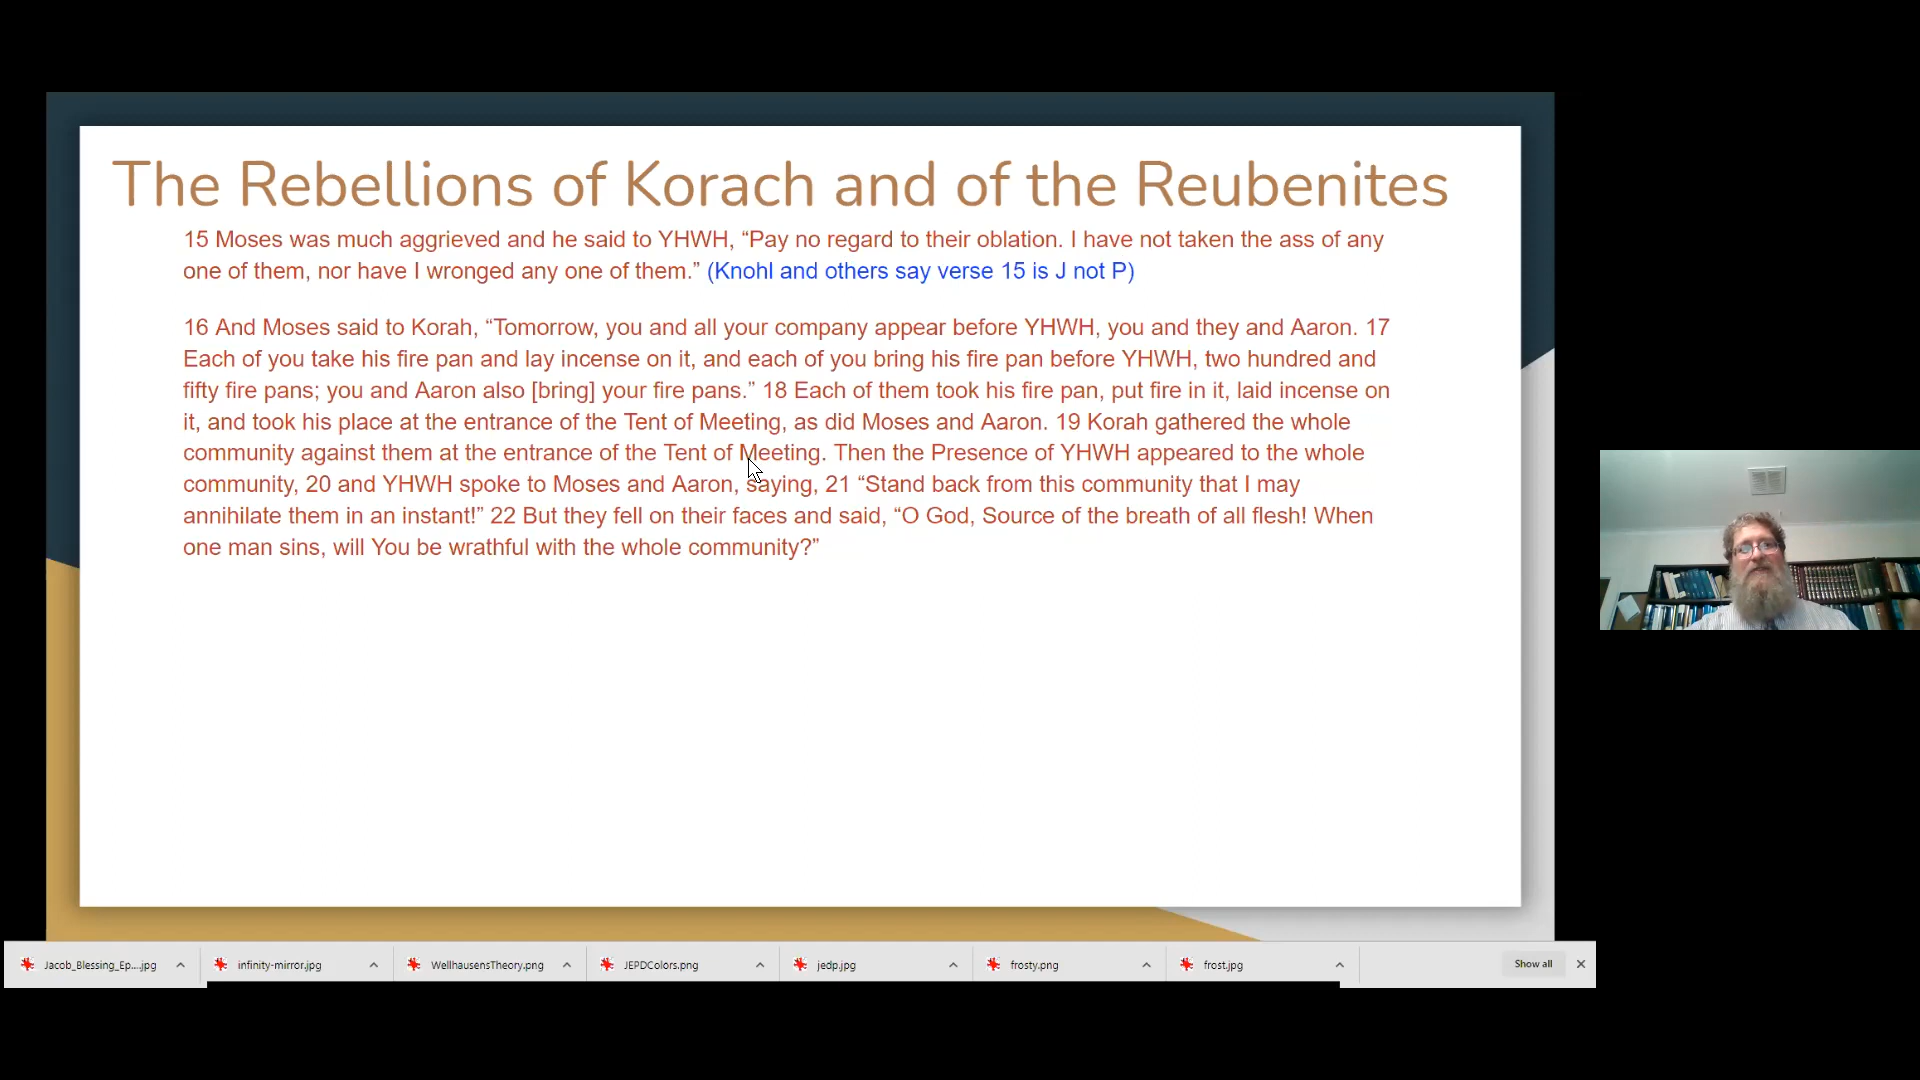 The Rebellions of Korach and of the Reubenites
15 Moses was much aggrieved and he said to YHWH, “Pay no regard to their oblation. I have not taken the ass of any
one of them, nor have I wronged any one of them.” (Knohl and others say verse 15 is J not P)
16 And Moses said to Korah, “Tomorrow, you and all your company appear before YHWH, you and they and Aaron. 17
Each of you take his fire pan and lay incense on it, and each of you bring his fire pan before YHWH, two hundred and
fifty fire pans; you and Aaron also [bring] your fire pans.” 18 Each of them took his fire pan, put fire in it, laid incense on
it, and took his place at the entrance of the Tent of Meeting, as did Moses and Aaron. 19 Korah gathered the whole
community against them at the entrance of the Tent of Meeting. Then the Presence of YHWH appeared to the whole
community, 20 and YHWH spoke to Moses and Aaron, saying, 21 “Stand back from this community that I may
annihilate them in an instant!” 22 But they fell on their faces and said, “O God, Source of the breath of all flesh! When
one man sins, will You be wrathful with the whole community?”
Jacob_Blessing_Ep....jpg infinity-mirror.jpg WellhausensTheory.png JEPDColors.png jedp.jpg frosty.png frost.jpg Show all